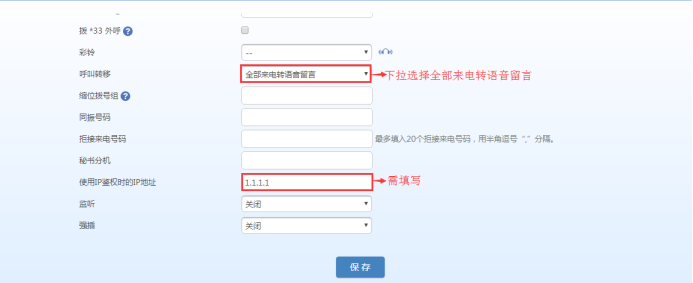 拨 *33 外呼 ?
彩铃 --
呼叫转移 全部来电转语音留言 下拉选择全部来电转语音留言
缩位拨号组 ?
同振号码
拒接来电号码 最多填入20个拒接来电号码，用半角逗号“,”分隔。
秘书分机
使用IP鉴权时的IP地址 1.1.1.1 需填写
监听 关闭
强插 关闭
保存